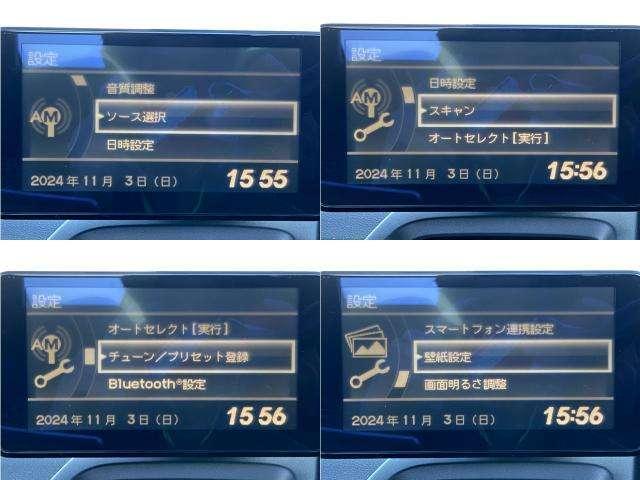 設定
音質調整
ソース選択
日時設定
2024年11月 3日(日) 15 55
設定
日時設定
スキャン
オートセレクト[実行]
2024年11月 3日(日) 15:56
設定
オートセレクト[実行]
チューン/プリセット登録
Bluetooth®設定
2024年11月 3日(日) 15 56
設定
スマートフォン連携設定
壁紙設定
画面明るさ調整
2024年11月 3日(日) 15:56
AM
AM
AM